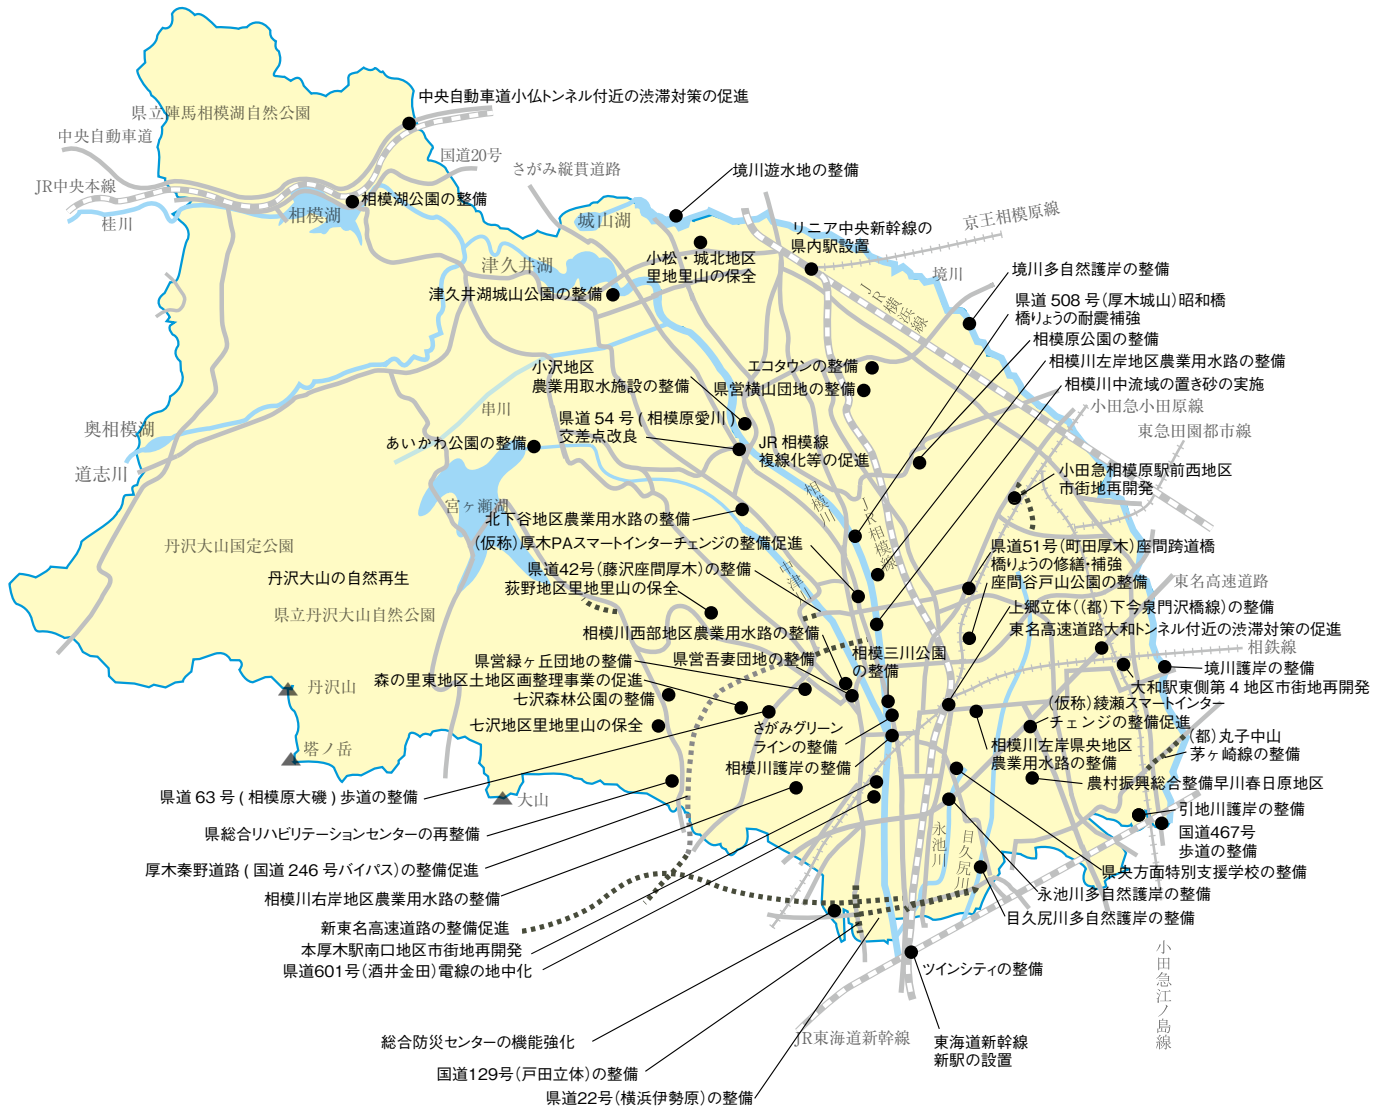 中央自動車道小仏トンネル付近の渋滞対策の促進
県立陣馬相模湖自然公園
中央自動車道
国道20号
さがみ縦貫道路
境川遊水地の整備
JR中央本線
相模湖公園の整備
桂川
相模湖
城山湖
京王相模原線
リニア中央新幹線の
県内駅設置
小松・城北地区
里地里山の保全
津久井湖
境川
境川多自然護岸の整備
津久井湖城山公園の整備
JR横浜線
県道508号(厚木城山)昭和橋
橋りょうの耐震補強
相模原公園の整備
小沢地区
農業用取水施設の整備
エコタウンの整備
相模川左岸地区農業用水路の整備
県営横山団地の整備
相模川中流域の置き砂の実施
串川
小田急小田原線
県道54号(相模原愛川)
交差点改良
奥相模湖
東急田園都市線
あいかわ公園の整備
JR相模線
複線化等の促進
道志川
小田急相模原駅前西地区
市街地再開発
宮ヶ瀬湖
相模川
JR相模線
北下谷地区農業用水路の整備
(仮称)厚木PAスマートインターチェンジの整備促進
丹沢大山国定公園
県道51号(町田厚木)座間跨道橋
橋りょうの修繕・補強
中津川
県道42号(藤沢座間厚木)の整備
丹沢大山の自然再生
座間谷戸山公園の整備
東名高速道路
荻野地区里地里山の保全
県立丹沢大山自然公園
上郷立体((都)下今泉門沢橋線)の整備
相模川西部地区農業用水路の整備
東名高速道路大和トンネル付近の渋滞対策の促進
相鉄線
相模三川公園
の整備
県営緑ヶ丘団地の整備
県営吾妻団地の整備
境川護岸の整備
森の里東地区土地区画整理事業の促進
大和駅東側第4地区市街地再開発
丹沢山
七沢森林公園の整備
(仮称)綾瀬スマートインター
チェンジの整備促進
七沢地区里地里山の保全
さがみグリーン
ラインの整備
(都)丸子中山
茅ヶ崎線の整備
塔ノ岳
相模川左岸県央地区
農業用水路の整備
相模川護岸の整備
農村振興総合整備早川春日原地区
県道63号(相模原大磯)歩道の整備
大山
引地川護岸の整備
県総合リハビリテーションセンターの再整備
国道467号
歩道の整備
永池川
目久尻川
厚木秦野道路(国道246号バイパス)の整備促進
県央方面特別支援学校の整備
相模川右岸地区農業用水路の整備
永池川多自然護岸の整備
新東名高速道路の整備促進
目久尻川多自然護岸の整備
本厚木駅南口地区市街地再開発
県道601号(酒井金田)電線の地中化
ツインシティの整備
小田急江ノ島線
総合防災センターの機能強化
JR東海道新幹線
東海道新幹線
新駅の設置
国道129号(戸田立体)の整備
県道22号(横浜伊勢原)の整備